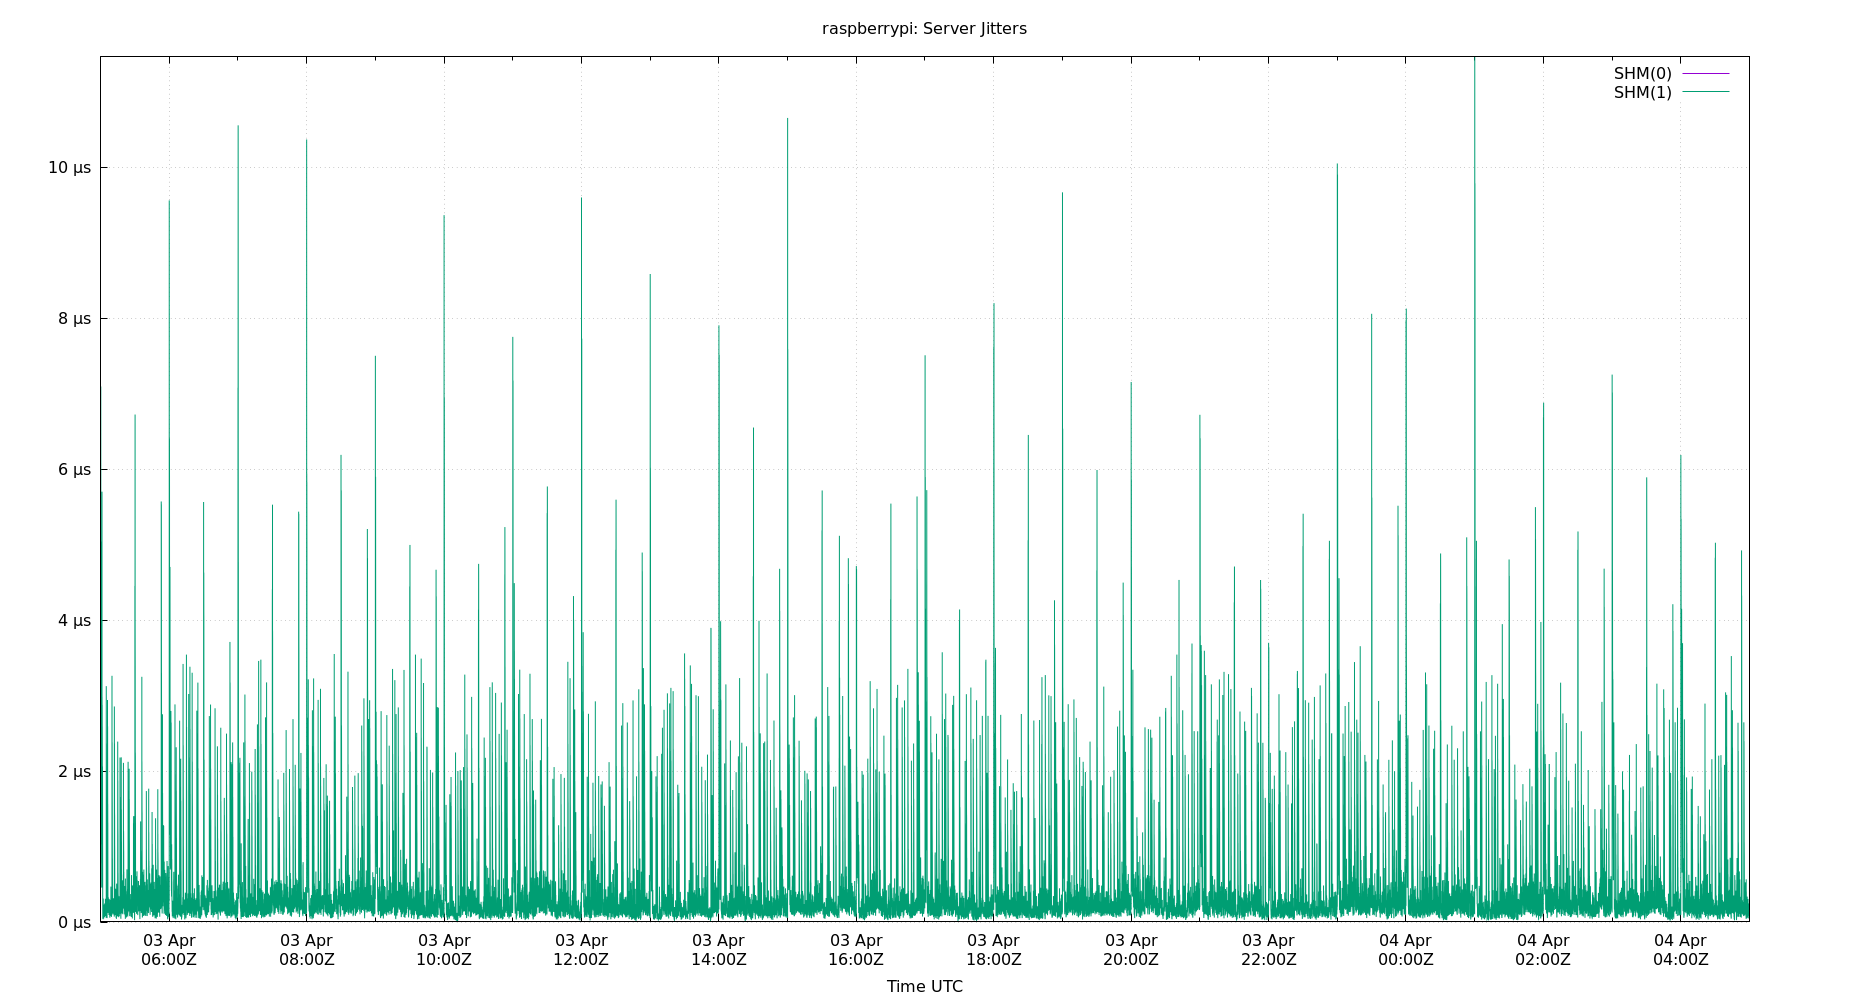 raspberrypi: Server Jitters
SHM(0)
SHM(1)
10 µs
8 µs
6 µs
4 µs
2 µs
0 µs
03 Apr 03 Apr 03 Apr 03 Apr 03 Apr 03 Apr 03 Apr 03 Apr 03 Apr 04 Apr 04 Apr 04 Apr
06:00Z 08:00Z 10:00Z 12:00Z 14:00Z 16:00Z 18:00Z 20:00Z 22:00Z 00:00Z 02:00Z 04:00Z
Time UTC